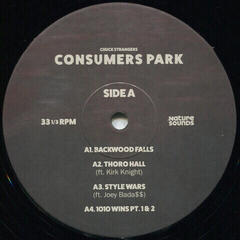 CHUCK STRANGERS
CONSUMERS PARK
SIDE A
33 1/3 RPM
nature sounds
A1. BACKWOOD FALLS
A2. THORO HALL
(ft. Kirk Knight)
A3. STYLE WARS
(ft. Joey Bada$$)
A4. 1010 WINS PT. 1 & 2